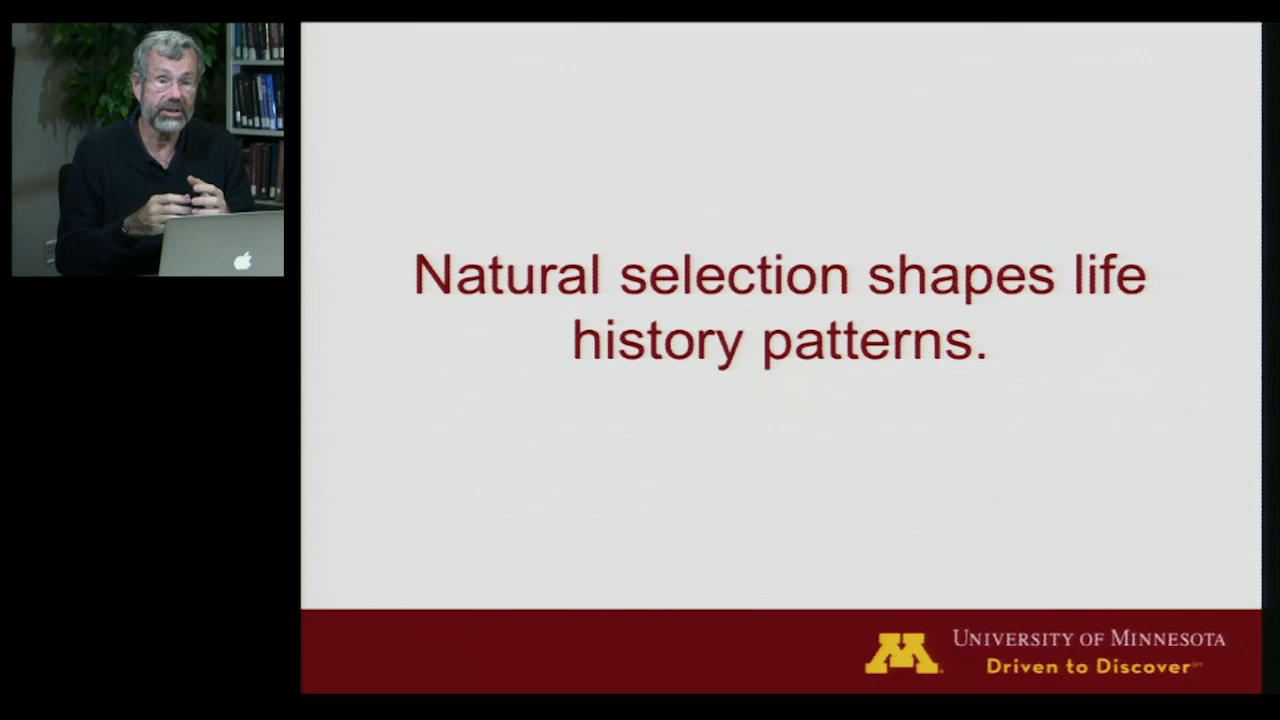 Natural selection shapes life
history patterns.
UNIVERSITY OF MINNESOTA
Driven to Discover